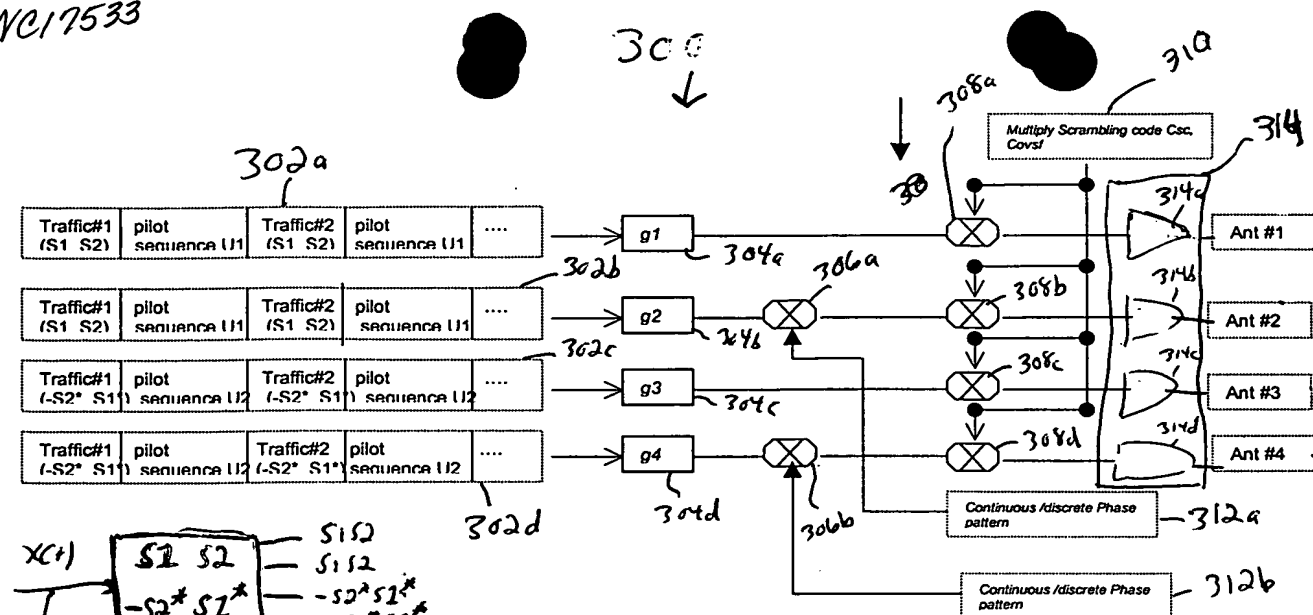 NC17533
300
310
308a
Multiply Scrambling code Csc,
Covsf
314
302a
30
314a
Traffic#1 pilot Traffic#2 pilot ....
(S1 S2) sequence U1 (S1 S2) sequence U1
g1
Ant #1
304a
302b
306a
314b
Traffic#1 pilot Traffic#2 pilot ....
(S1 S2) sequence U1 (S1 S2) sequence U1
g2
308b
Ant #2
304b
302c
314c
Traffic#1 pilot Traffic#2 pilot ....
(-S2* S1*) sequence U2 (-S2* S1*) sequence U2
g3
308c
Ant #3
304c
314d
Traffic#1 pilot Traffic#2 pilot ....
(-S2* S1*) sequence U2 (-S2* S1*) sequence U2
g4
308d
Ant #4
302d
304d
306b
Continuous /discrete Phase
pattern
312a
X(t)
S1 S2
-S2* S1*
S1S2
S1S2
-S2* S1*
Continuous /discrete Phase
pattern
312b